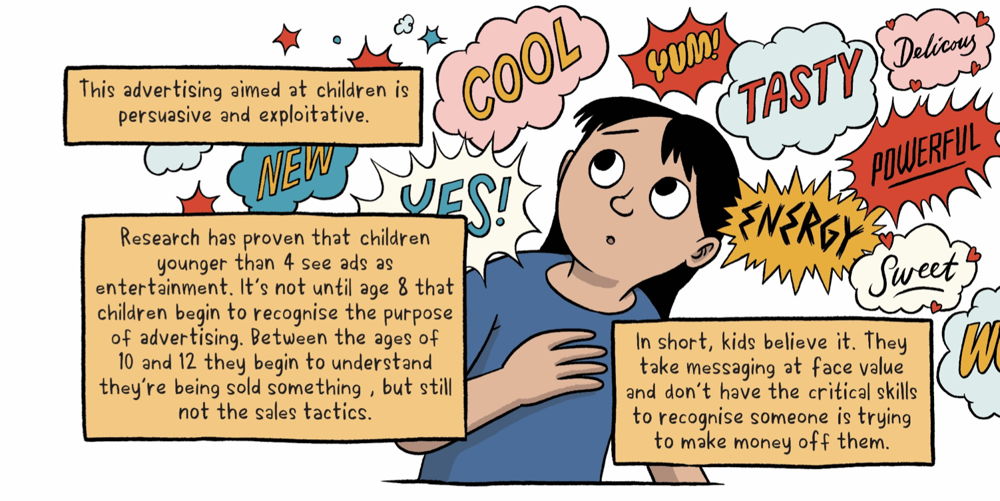 COOL
YUM!
TASTY
Delicous
This advertising aimed at children is
persuasive and exploitative.
POWERFUL
NEW
YES!
ENERGY
Sweet
Research has proven that children
younger than 4 see ads as
entertainment. It's not until age 8 that
children begin to recognise the purpose
of advertising. Between the ages of
10 and 12 they begin to understand
they're being sold something , but still
not the sales tactics.
In short, kids believe it. They
take messaging at face value
and don't have the critical skills
to recognise someone is trying
to make money off them.